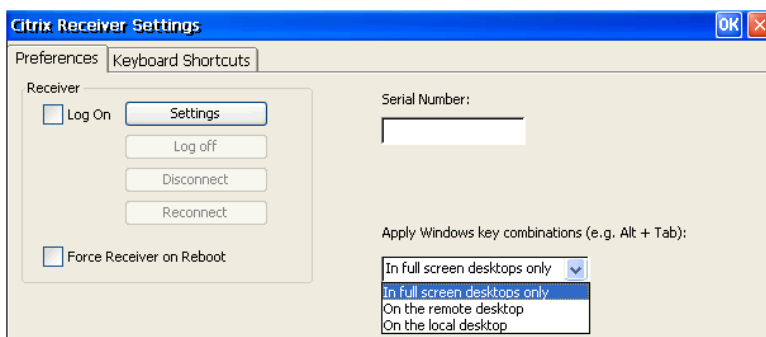 Citrix Receiver Settings
OK
Preferences
Keyboard Shortcuts
Receiver
Log On
Settings
Log off
Disconnect
Reconnect
Force Receiver on Reboot
Serial Number:
Apply Windows key combinations (e.g. Alt + Tab):
In full screen desktops only
In full screen desktops only
On the remote desktop
On the local desktop